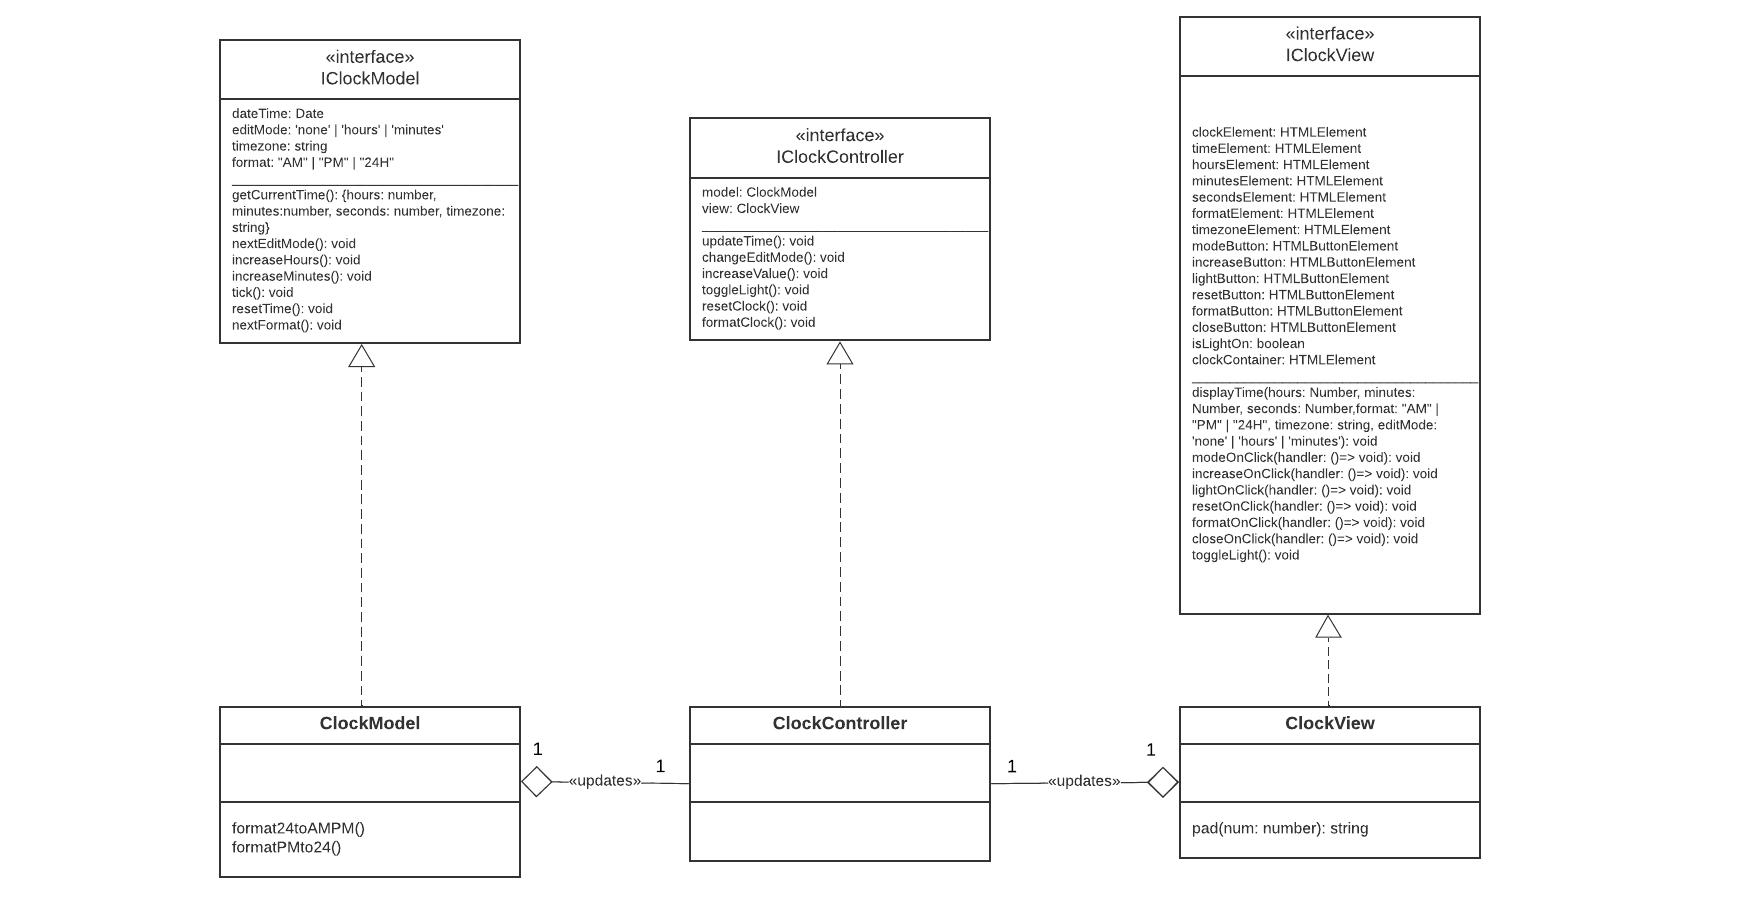 «interface»
IClockModel
dateTime: Date
editMode: 'none' | 'hours' | 'minutes'
timezone: string
format: "AM" | "PM" | "24H"
getCurrentTime(): {hours: number,
minutes:number, seconds: number, timezone:
string}
nextEditMode(): void
increaseHours(): void
increaseMinutes(): void
tick(): void
resetTime(): void
nextFormat(): void
«interface»
IClockController
model: ClockModel
view: ClockView
updateTime(): void
changeEditMode(): void
increaseValue(): void
toggleLight(): void
resetClock(): void
formatClock(): void
«interface»
IClockView
clockElement: HTMLElement
timeElement: HTMLElement
hoursElement: HTMLElement
minutesElement: HTMLElement
secondsElement: HTMLElement
formatElement: HTMLElement
timezoneElement: HTMLElement
modeButton: HTMLButtonElement
increaseButton: HTMLButtonElement
lightButton: HTMLButtonElement
resetButton: HTMLButtonElement
formatButton: HTMLButtonElement
closeButton: HTMLButtonElement
isLightOn: boolean
clockContainer: HTMLElement
displayTime(hours: Number, minutes:
Number, seconds: Number,format: "AM" |
"PM" | "24H", timezone: string, editMode:
'none' | 'hours' | 'minutes'): void
modeOnClick(handler: ()=> void): void
increaseOnClick(handler: ()=> void): void
lightOnClick(handler: ()=> void): void
resetOnClick(handler: ()=> void): void
formatOnClick(handler: ()=> void): void
closeOnClick(handler: ()=> void): void
toggleLight(): void
ClockModel
format24toAMPM()
formatPMto24()
1
«updates»
1
ClockController
1
«updates»
1
ClockView
pad(num: number): string